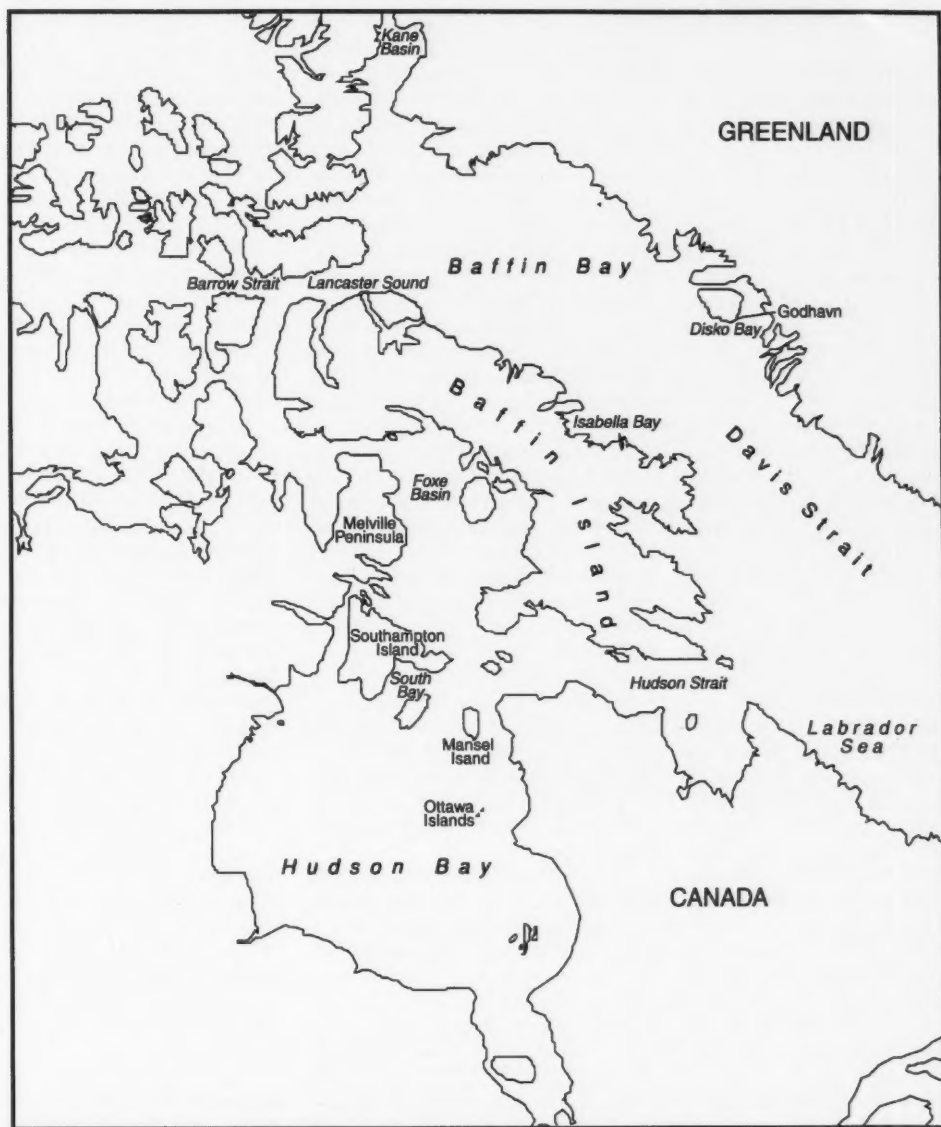 Kane
Basin
GREENLAND
Baffin Bay
Barrow Strait
Lancaster Sound
Godhavn
Disko Bay
Baffin Island
Isabella Bay
Davis Strait
Foxe
Basin
Melville
Peninsula
Southampton
Island
South
Bay
Hudson Strait
Mansel
Isand
Labrador
Sea
Ottawa
Islands
Hudson Bay
CANADA